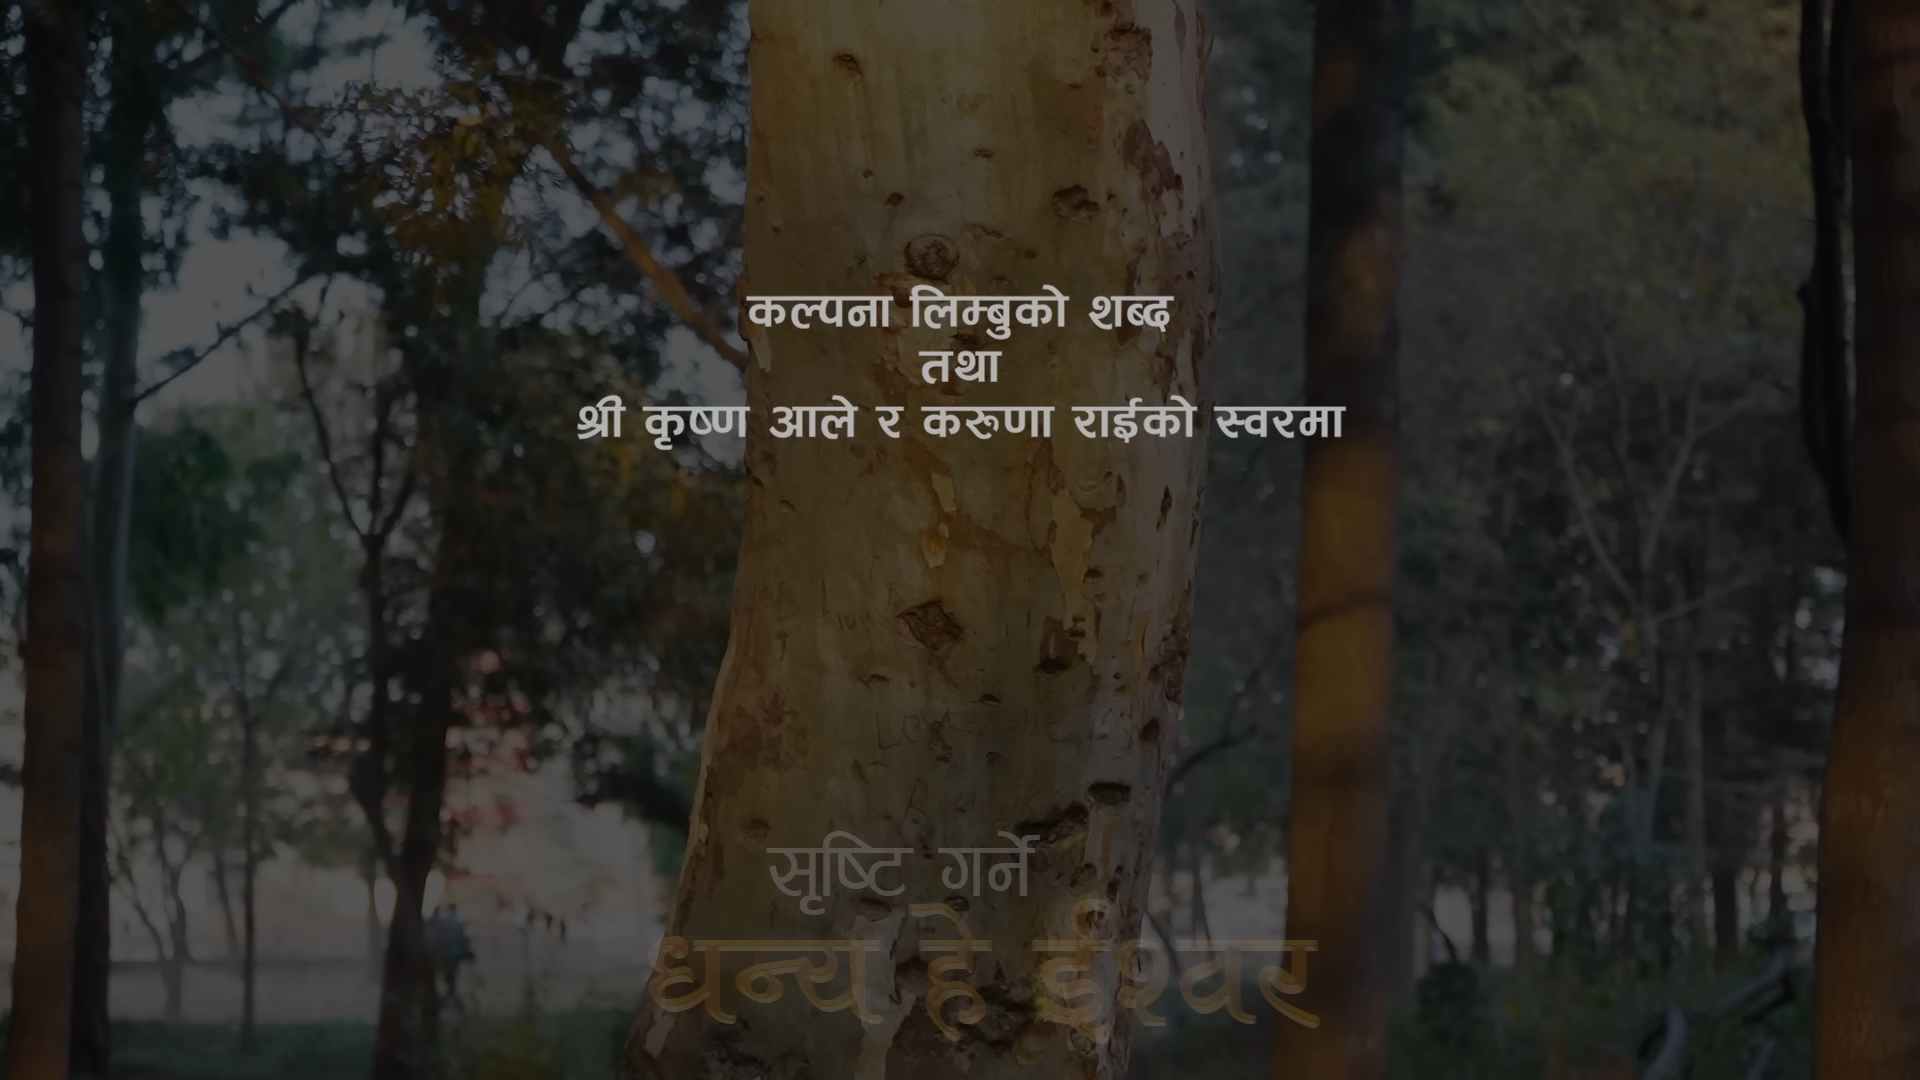 कल्पना लिम्बुको शब्द
तथा
श्री कृष्ण आले र करुणा राईको स्वरमा
सृष्टि गर्ने
धन्य हे ईश्वर